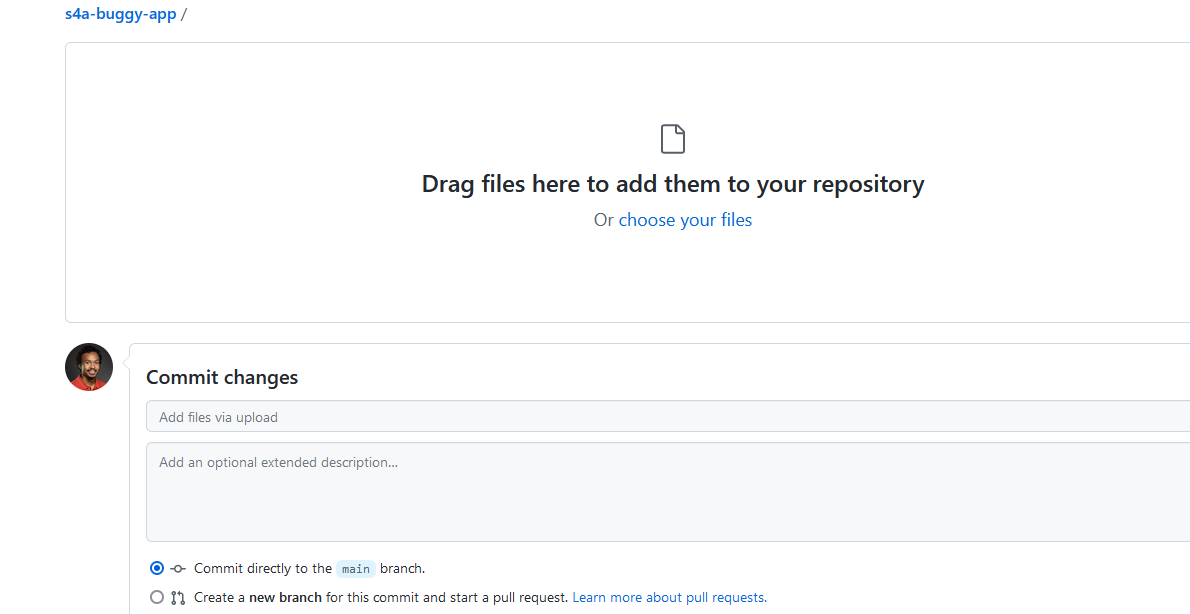 s4a-buggy-app /
Drag files here to add them to your repository
Or choose your files
Commit changes
Add files via upload
Add an optional extended description...
Commit directly to the main branch.
Create a new branch for this commit and start a pull request. Learn more about pull requests.